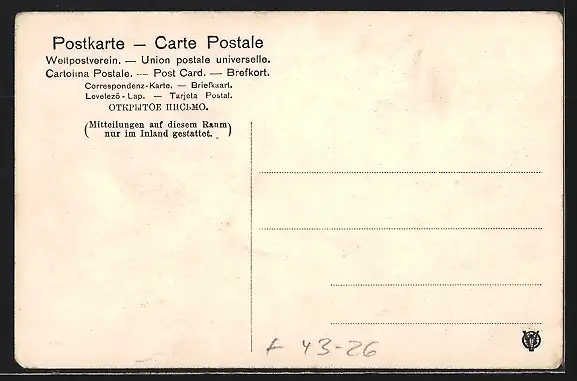 Postkarte — Carte Postale
Weltpostverein. — Union postale universelle.
Cartolina Postale. — Post Card. — Brefkort.
Correspondenz-Karte. — Briefkaart.
Levelező-Lap. — Tarjeta Postal.
ОТКРЫТОЕ ПИСЬМО.
(Mitteilungen auf diesem Raum
nur im Inland gestattet.)
43-26